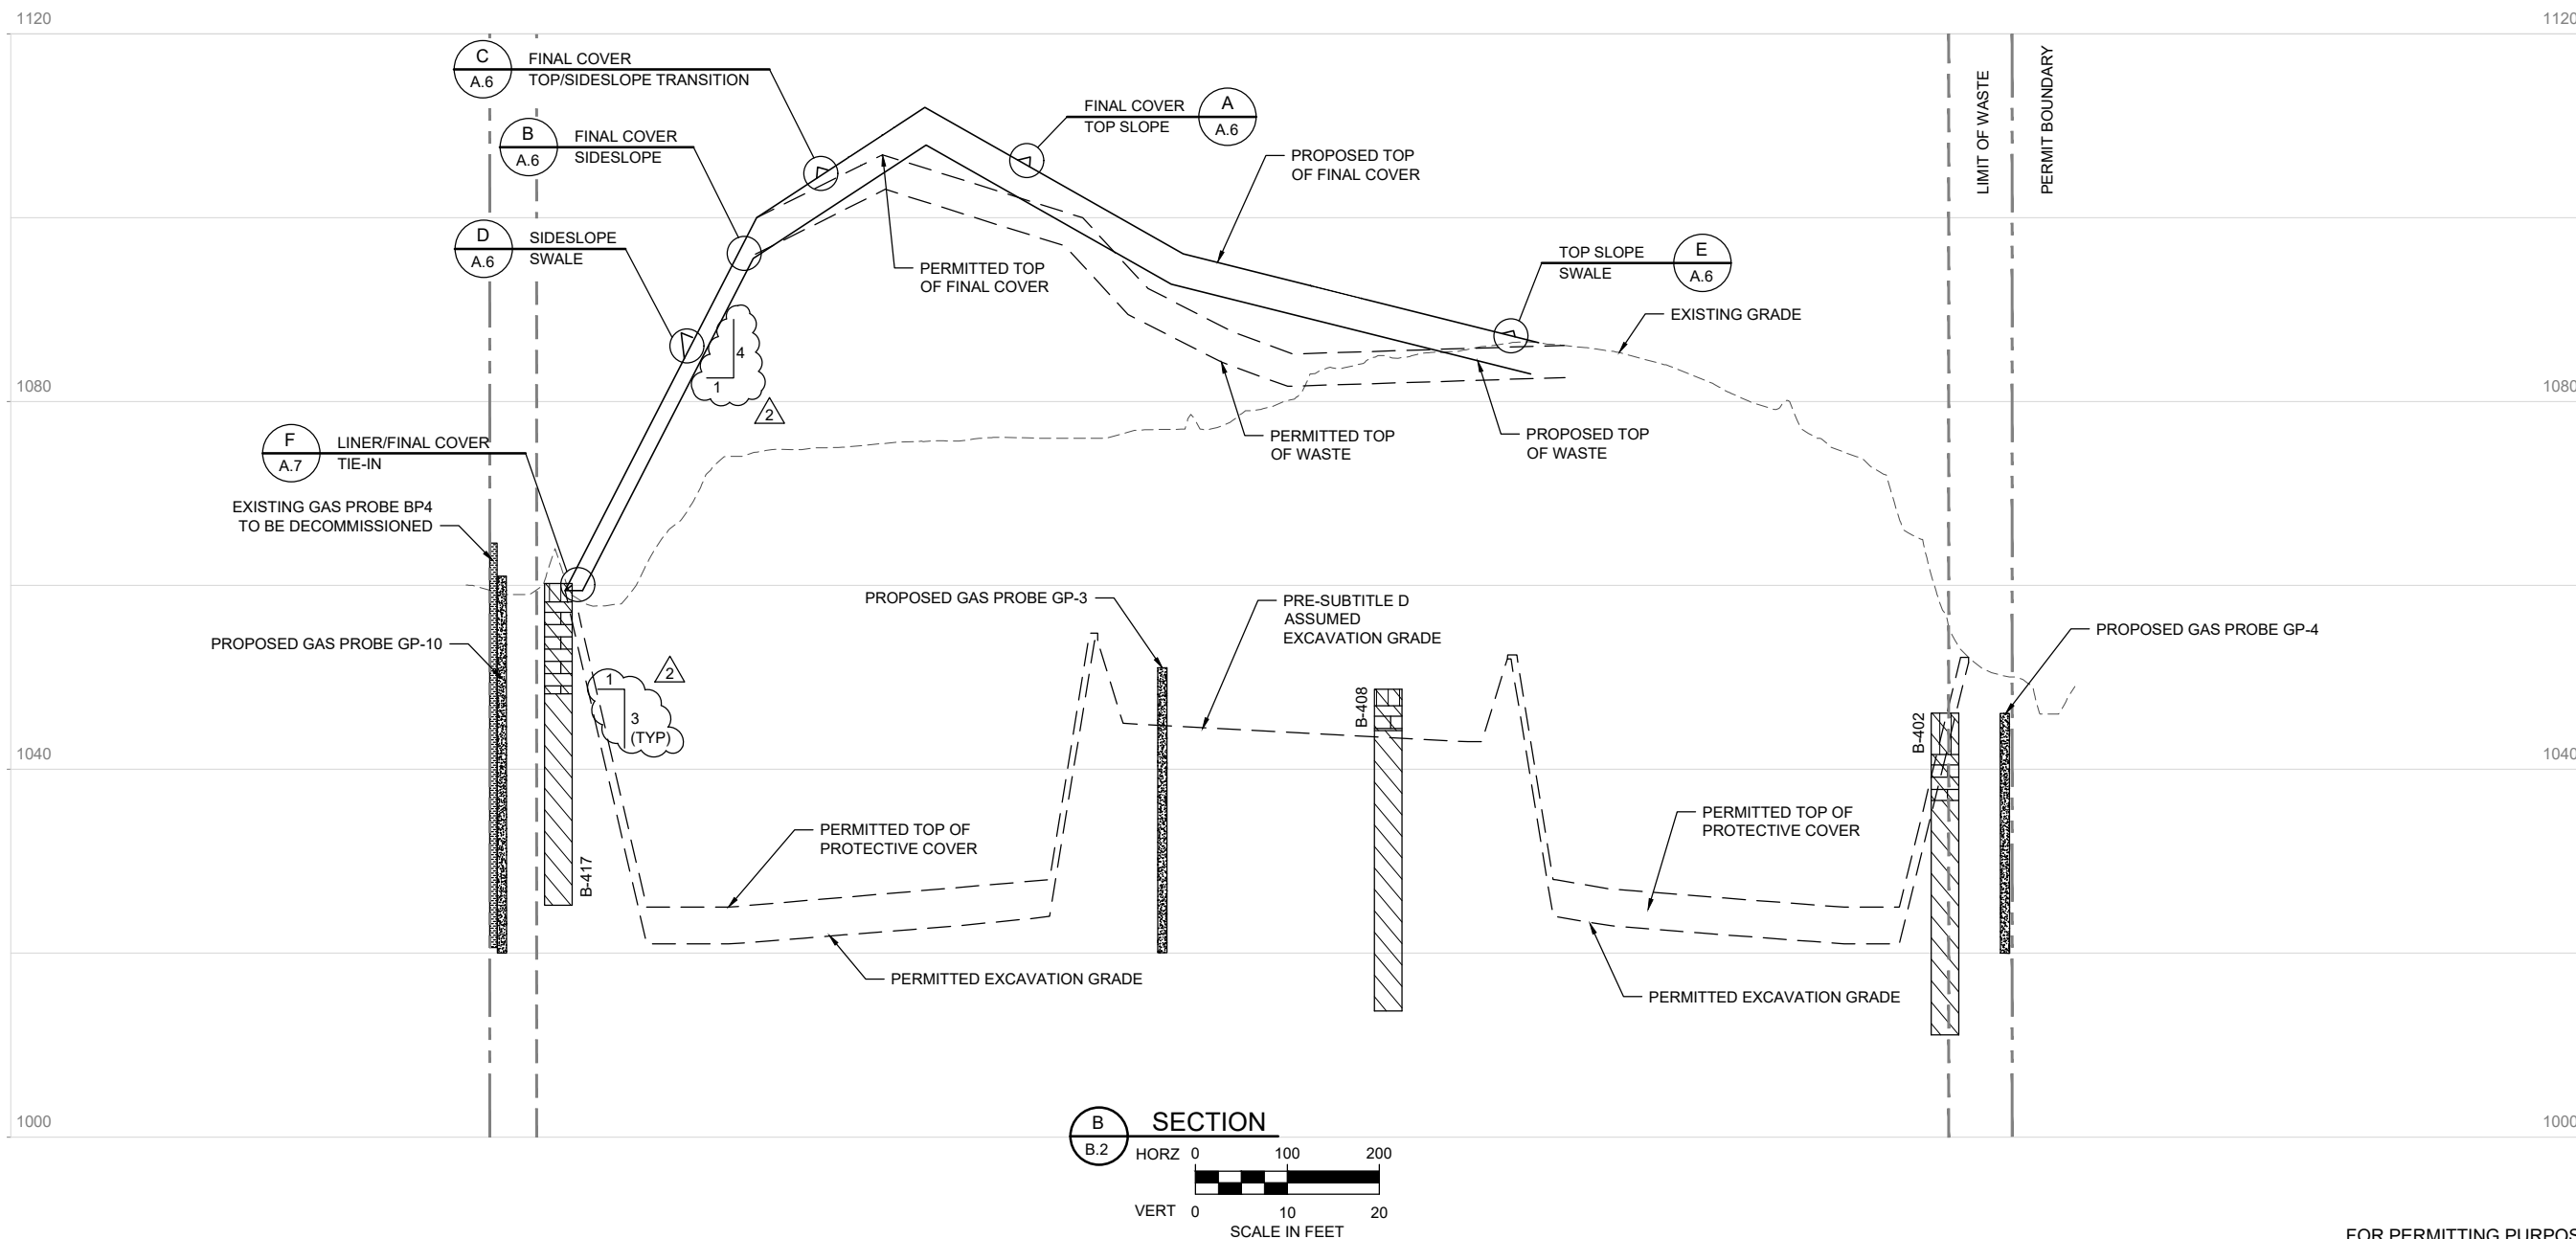 1120
1120
C
A.6
FINAL COVER
TOP/SIDESLOPE TRANSITION
B
A.6
FINAL COVER
SIDESLOPE
FINAL COVER
TOP SLOPE
A
A.6
PROPOSED TOP
OF FINAL COVER
LIMIT OF WASTE
PERMIT BOUNDARY
D
A.6
SIDESLOPE
SWALE
PERMITTED TOP
OF FINAL COVER
TOP SLOPE
SWALE
E
A.6
EXISTING GRADE
4
1
2
1080
1080
F
A.7
LINER/FINAL COVER
TIE-IN
PERMITTED TOP
OF WASTE
PROPOSED TOP
OF WASTE
EXISTING GAS PROBE BP4
TO BE DECOMMISSIONED
PROPOSED GAS PROBE GP-10
PROPOSED GAS PROBE GP-3
PRE-SUBTITLE D
ASSUMED
EXCAVATION GRADE
PROPOSED GAS PROBE GP-4
1
3
(TYP)
2
B-408
B-402
1040
1040
B-417
PERMITTED TOP OF
PROTECTIVE COVER
PERMITTED TOP OF
PROTECTIVE COVER
PERMITTED EXCAVATION GRADE
PERMITTED EXCAVATION GRADE
1000
1000
B
B.2
SECTION
HORZ 0 100 200
VERT 0 10 20
SCALE IN FEET
FOR PERMITTING PURPOS